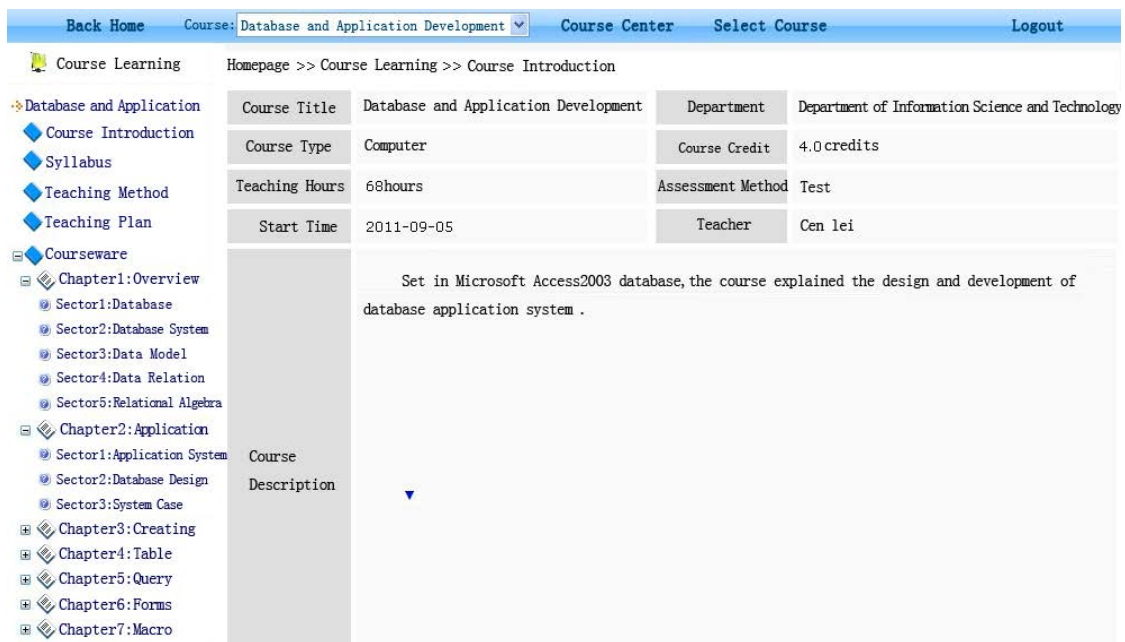 Back Home Course: Database and Application Development Course Center Select Course Logout
Course Learning
Homepage >> Course Learning >> Course Introduction
Database and Application
Course Introduction
Syllabus
Teaching Method
Teaching Plan
Courseware
Chapter1:Overview
Sector1:Database
Sector2:Database System
Sector3:Data Model
Sector4:Data Relation
Sector5:Relational Algebra
Chapter2:Application
Sector1:Application System
Sector2:Database Design
Sector3:System Case
Chapter3:Creating
Chapter4:Table
Chapter5:Query
Chapter6:Forms
Chapter7:Macro
Course Title Database and Application Development Department Department of Information Science and Technology
Course Type Computer Course Credit 4.0credits
Teaching Hours 68hours Assessment Method Test
Start Time 2011-09-05 Teacher Cen lei
Course
Description
Set in Microsoft Access2003 database,the course explained the design and development of
database application system .